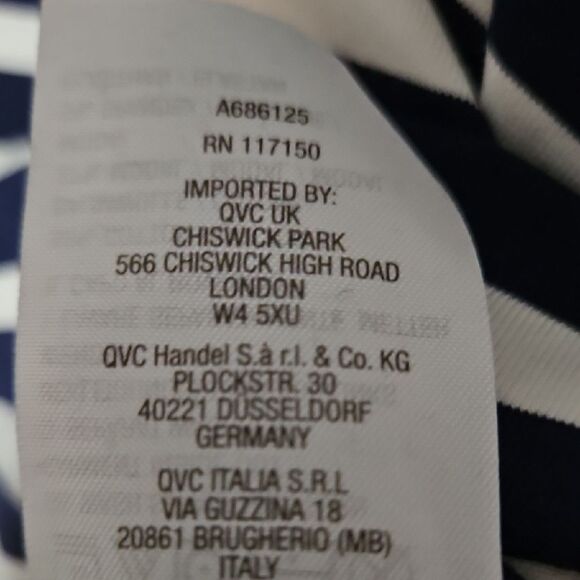 A686125
RN 117150
IMPORTED BY:
QVC UK
CHISWICK PARK
566 CHISWICK HIGH ROAD
LONDON
W4 5XU
QVC Handel S.à r.l. & Co. KG
PLOCKSTR. 30
40221 DÜSSELDORF
GERMANY
QVC ITALIA S.R.L
VIA GUZZINA 18
20861 BRUGHERIO (MB)
ITALY